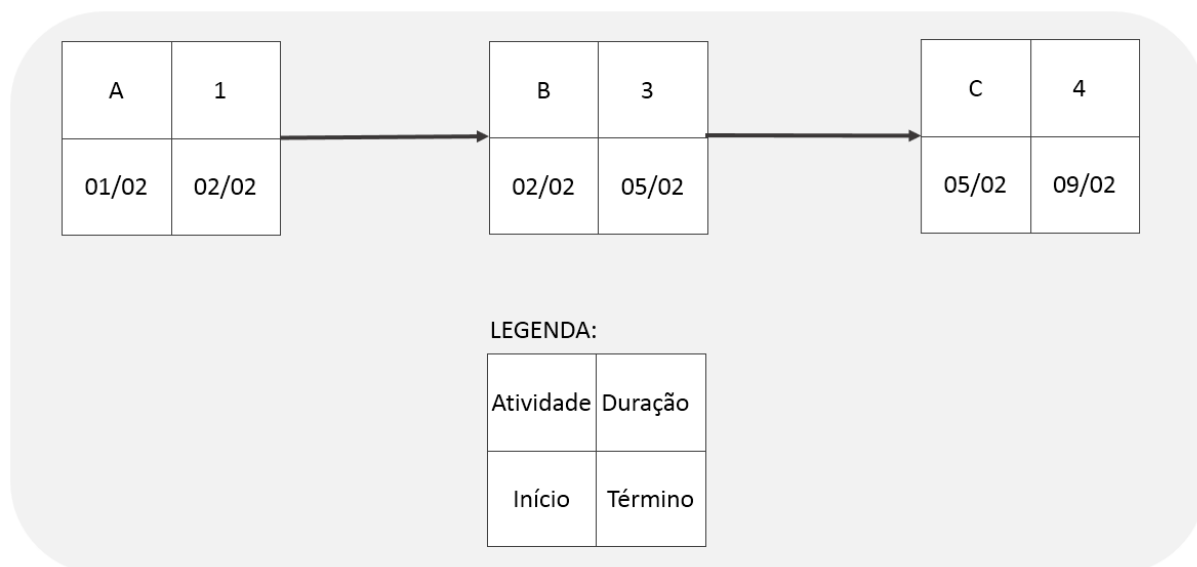 A 1 B 3 C 4
01/02 02/02 02/02 05/02 05/02 09/02
LEGENDA:
Atividade Duração
Início Término